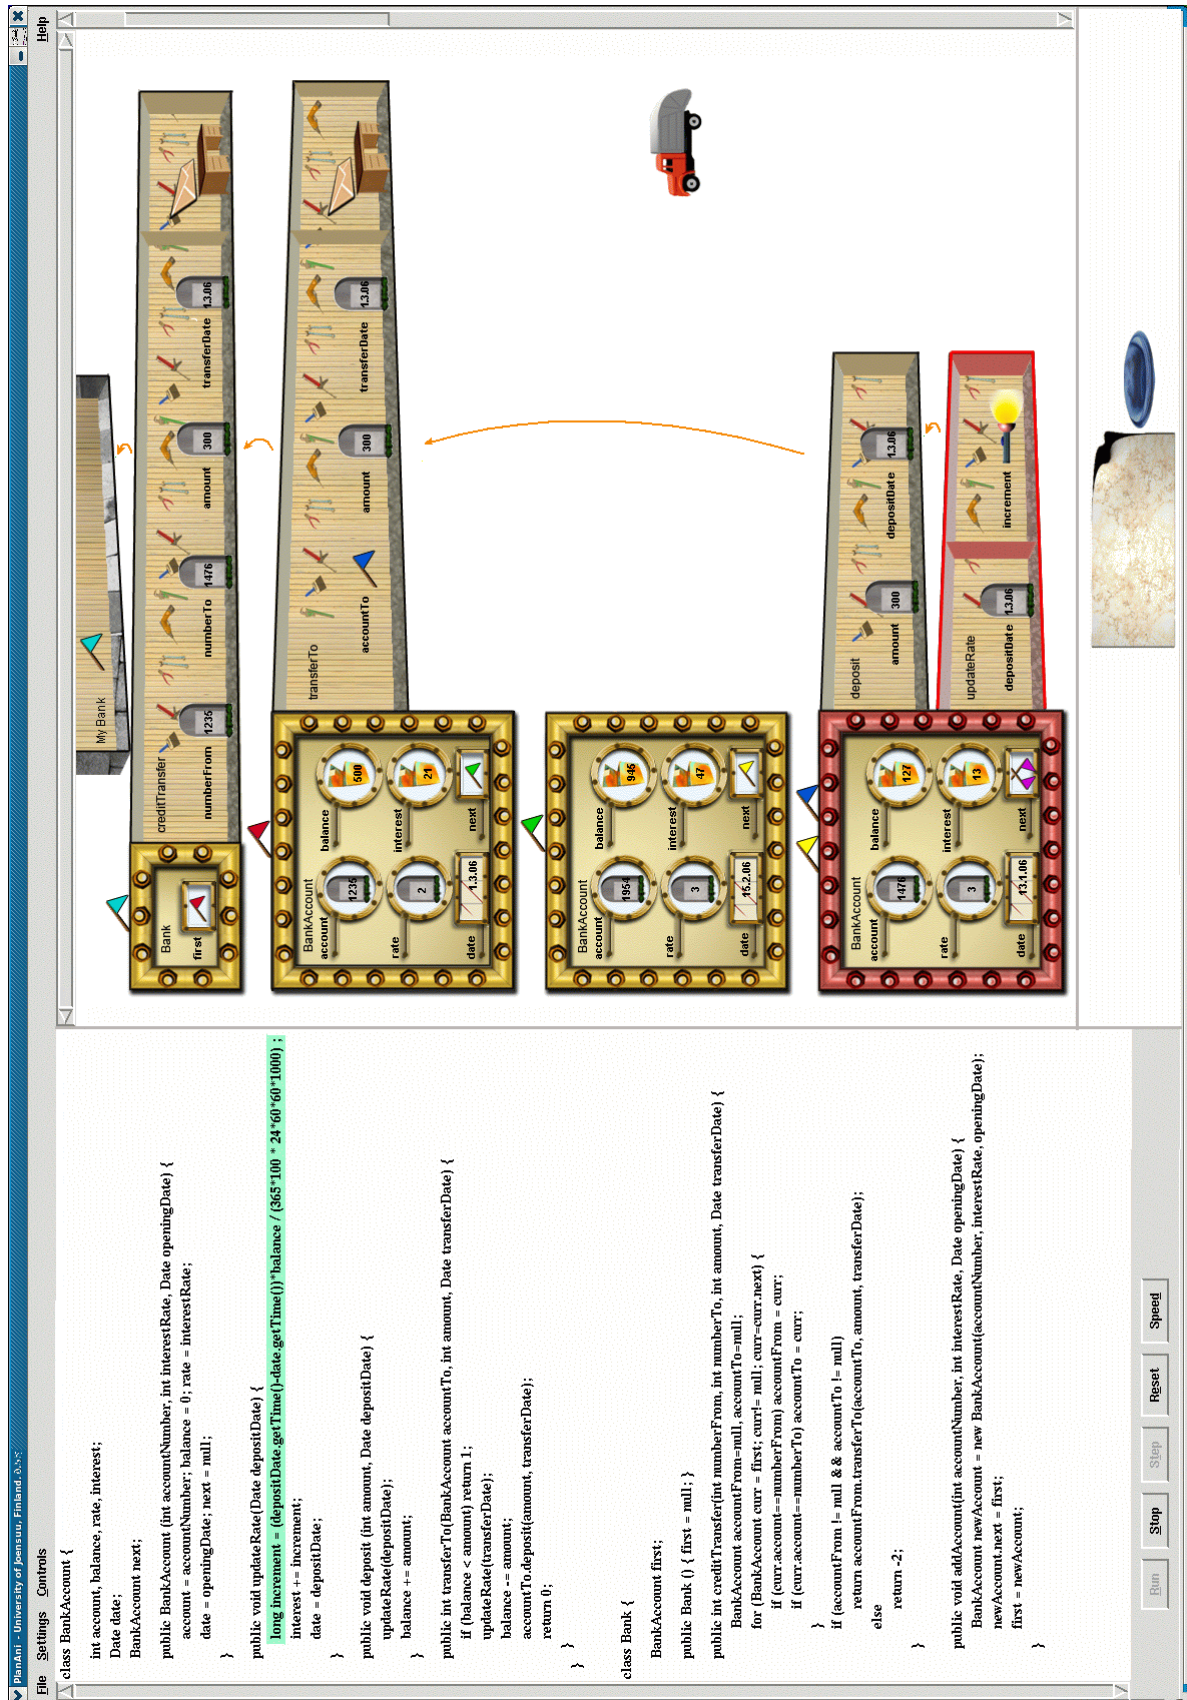 PlanAni - University of Joensuu, Finland.
File Settings Controls Help
class BankAccount {
int account, balance, rate, interest;
Date date;
BankAccount next;
public BankAccount (int accountNumber, int interestRate, Date openingDate) {
account = accountNumber; balance = 0; rate = interestRate;
date = openingDate; next = null;
}
public void updateRate(Date depositDate) {
long increment = (depositDate.getTime()-date.getTime())*balance / (365*100 * 24*60*60*1000) ;
interest += increment;
date = depositDate;
}
public void deposit (int amount, Date depositDate) {
updateRate(depositDate);
balance += amount;
}
public int transferTo(BankAccount accountTo, int amount, Date transferDate) {
if (balance < amount) return 1;
updateRate(transferDate);
balance -= amount;
accountTo.deposit(amount, transferDate);
return 0;
}
}
class Bank {
BankAccount first;
public Bank () { first = null; }
public int creditTransfer(int numberFrom, int numberTo, int amount, Date transferDate) {
BankAccount accountFrom=null, accountTo=null;
for (BankAccount curr = first; curr!= null; curr=curr.next) {
if (curr.account==numberFrom) accountFrom = curr;
if (curr.account==numberTo) accountTo = curr;
}
if (accountFrom != null && accountTo != null)
return accountFrom.transferTo(accountTo, amount, transferDate);
else
return -2;
}
public void addAccount(int accountNumber, int interestRate, Date openingDate) {
BankAccount newAccount = new BankAccount(accountNumber, interestRate, openingDate);
newAccount.next = first;
first = newAccount;
}
Run Stop Step Reset Speed
My Bank
Bank
first
creditTransfer
numberFrom 1235 numberTo 1476 amount 300 transferDate 1.3.06
BankAccount
account 1235 balance 500
rate 2 interest 21
date 1.3.06 next
transferTo
accountTo amount 300 transferDate 1.3.06
BankAccount
account 1954 balance 945
rate 3 interest 47
date 15.2.06 next
BankAccount
account 1476 balance 127
rate 3 interest 13
date 13.1.06 next
deposit
amount 300 depositDate 1.3.06
updateRate
depositDate 1.3.06 increment